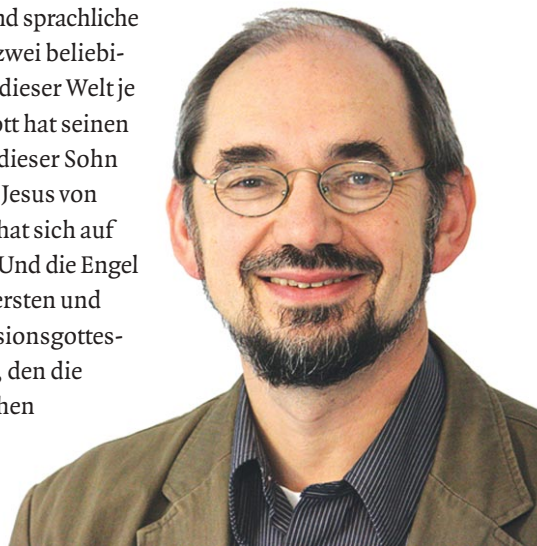 nd sprachliche
zwei beliebi-
dieser Welt je
ott hat seinen
dieser Sohn
Jesus von
hat sich auf
Und die Engel
ersten und
sionsgottes-
, den die
hen